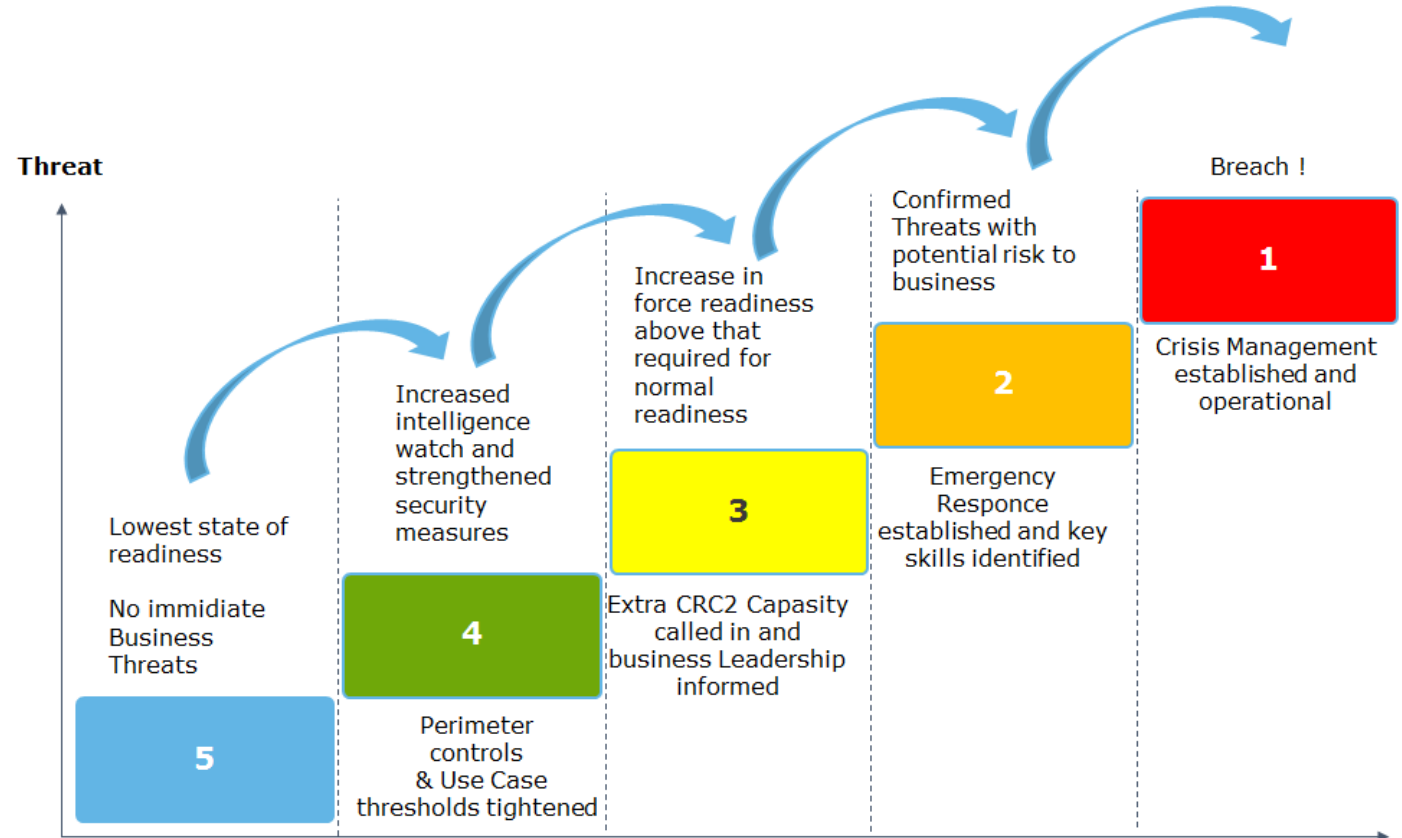 Threat
Lowest state of
readiness
No immidiate
Business
Threats
5
Increased
intelligence
watch and
strengthened
security
measures
4
Perimeter
controls
& Use Case
thresholds tightened
Increase in
force readiness
above that
required for
normal
readiness
3
Extra CRC2 Capasity
called in and
business Leadership
informed
Confirmed
Threats with
potential risk to
business
2
Emergency
Responce
established and key
skills identified
Breach !
1
Crisis Management
established and
operational